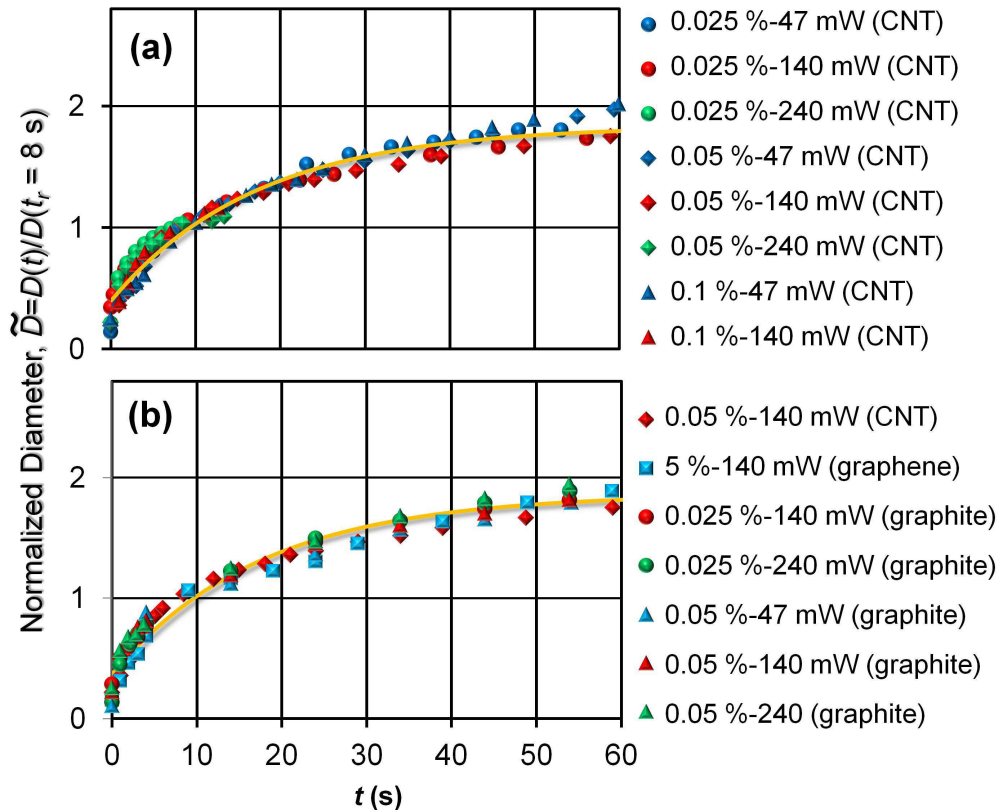 Normalized Diameter, D̃=D(t)/D(t_r = 8 s)
(a)
2
1
0
0.025 %-47 mW (CNT)
0.025 %-140 mW (CNT)
0.025 %-240 mW (CNT)
0.05 %-47 mW (CNT)
0.05 %-140 mW (CNT)
0.05 %-240 mW (CNT)
0.1 %-47 mW (CNT)
0.1 %-140 mW (CNT)
(b)
2
1
0
0 10 20 30 40 50 60
t (s)
0.05 %-140 mW (CNT)
5 %-140 mW (graphene)
0.025 %-140 mW (graphite)
0.025 %-240 mW (graphite)
0.05 %-47 mW (graphite)
0.05 %-140 mW (graphite)
0.05 %-240 (graphite)